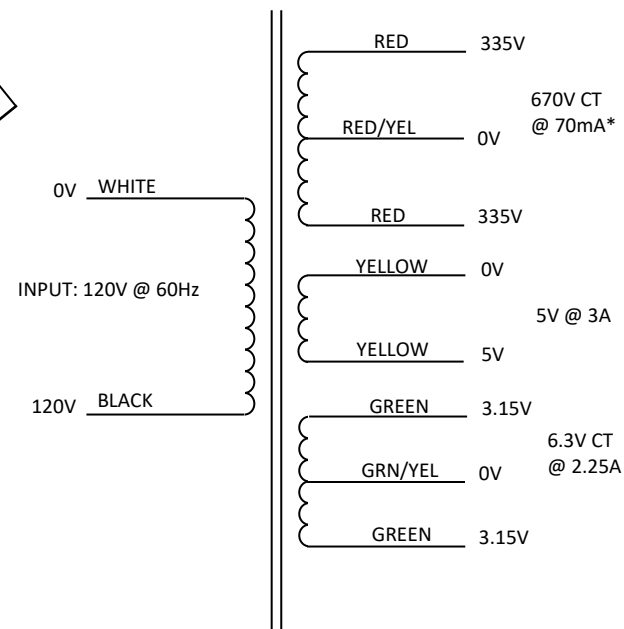 0V WHITE
INPUT: 120V @ 60Hz
120V BLACK
RED 335V
RED/YEL 0V
RED 335V
670V CT
@ 70mA*
YELLOW 0V
YELLOW 5V
5V @ 3A
GREEN 3.15V
GRN/YEL 0V
GREEN 3.15V
6.3V CT
@ 2.25A